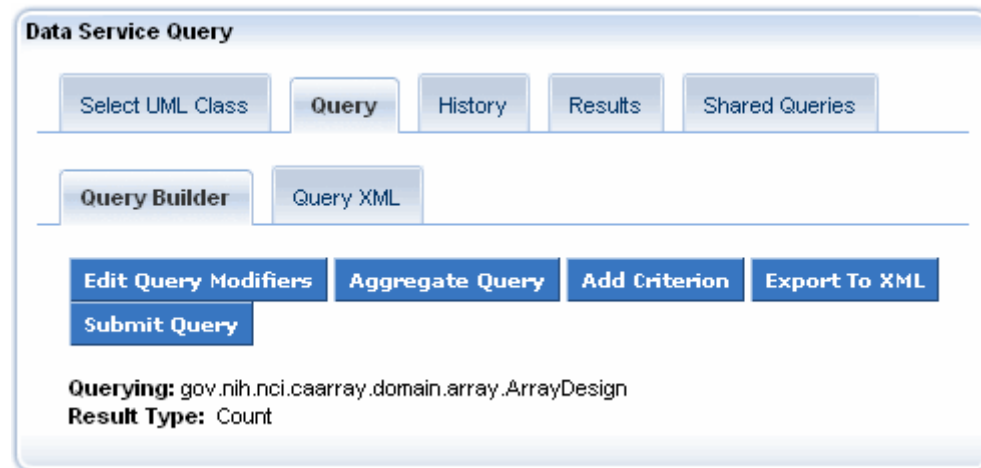 Data Service Query
Select UML Class Query History Results Shared Queries
Query Builder Query XML
Edit Query Modifiers Aggregate Query Add Criterion Export To XML
Submit Query
Querying: gov.nih.nci.caarray.domain.array.ArrayDesign
Result Type: Count